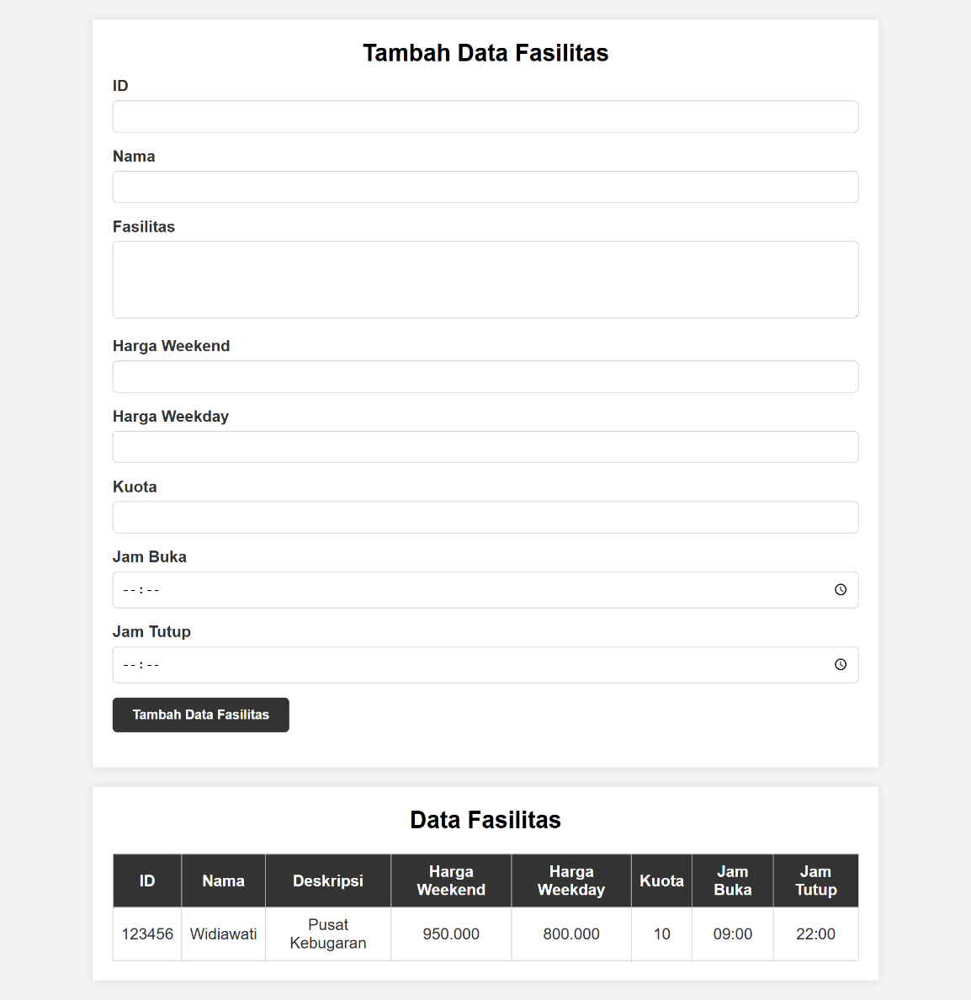 Tambah Data Fasilitas
ID
Nama
Fasilitas
Harga Weekend
Harga Weekday
Kuota
Jam Buka
--:--
Jam Tutup
--:--
Tambah Data Fasilitas
Data Fasilitas
ID Nama Deskripsi Harga Weekend Harga Weekday Kuota Jam Buka Jam Tutup
123456 Widiawati Pusat Kebugaran 950.000 800.000 10 09:00 22:00